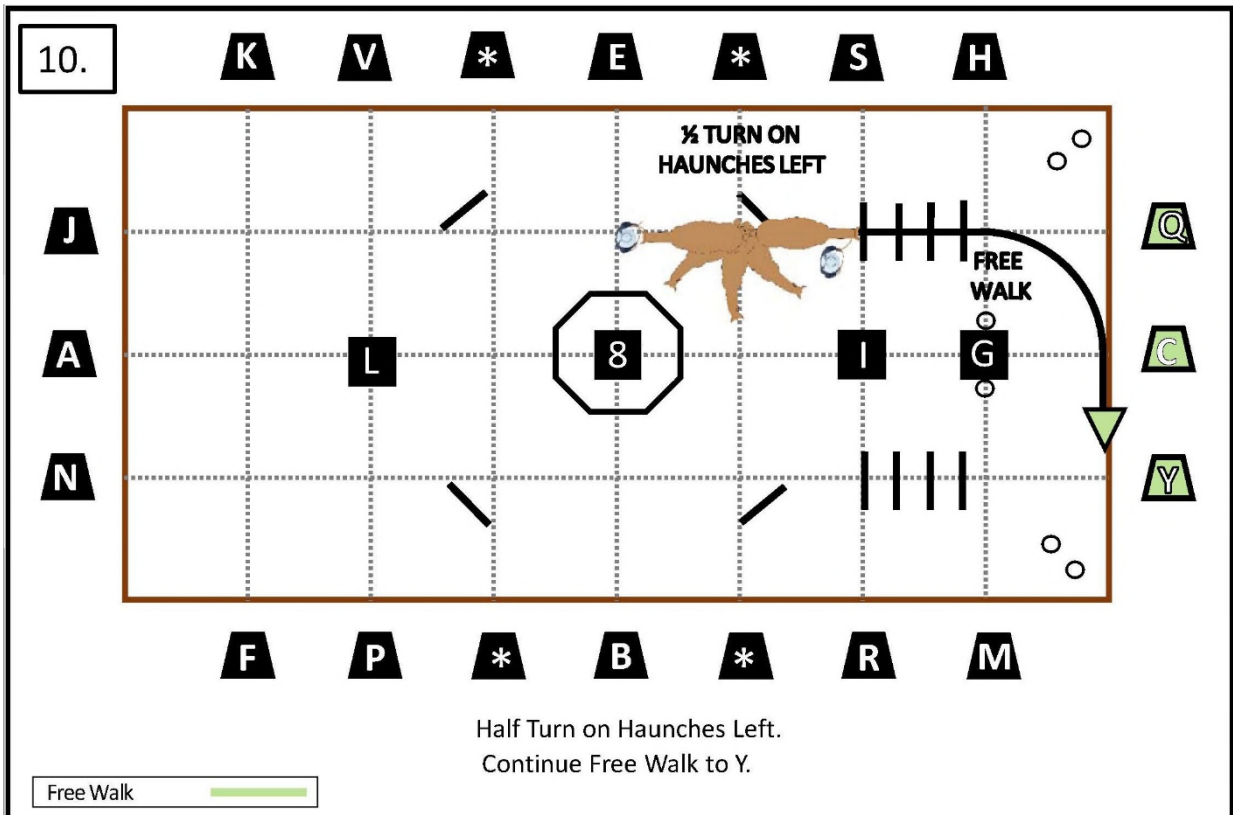 10.
K V * E * S H
½ TURN ON
HAUNCHES LEFT
J
Q
FREE
WALK
A L 8 I G C
N
Y
F P * B * R M
Half Turn on Haunches Left.
Continue Free Walk to Y.
Free Walk